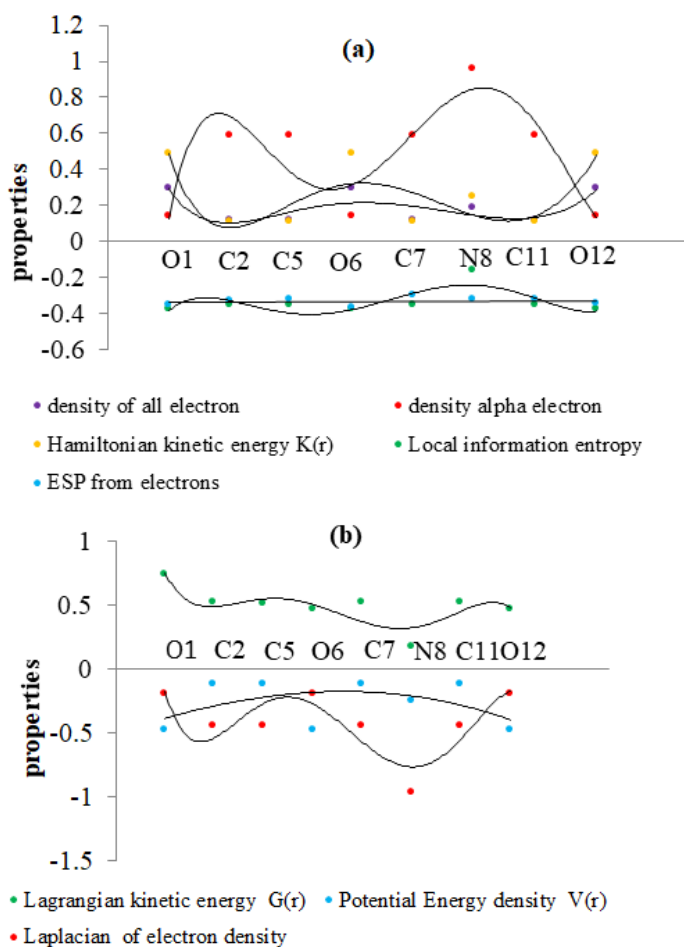 (a)
1.2
1
0.8
0.6
0.4
0.2
0
-0.2
-0.4
-0.6
properties
O1 C2 C5 O6 C7 N8 C11 O12
density of all electron density alpha electron
Hamiltonian kinetic energy K(r) Local information entropy
ESP from electrons
(b)
1
0.5
0
-0.5
-1
-1.5
properties
O1 C2 C5 O6 C7 N8 C11O12
Lagrangian kinetic energy G(r) Potential Energy density V(r)
Laplacian of electron density